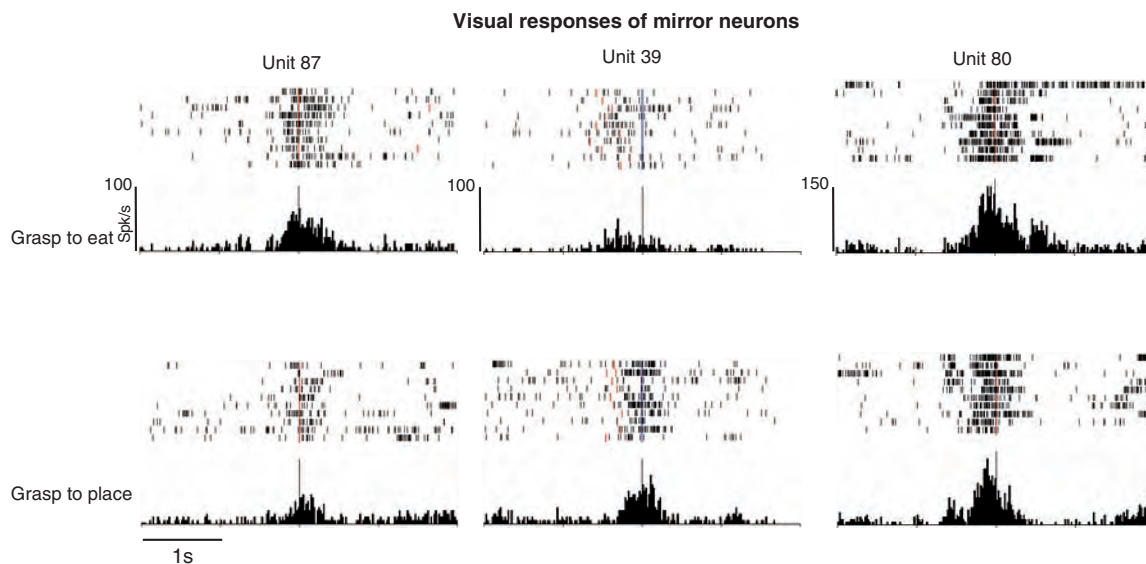 Visual responses of mirror neurons
Unit 87
Unit 39
Unit 80
100
100
150
Spk/s
Grasp to eat
Grasp to place
1s